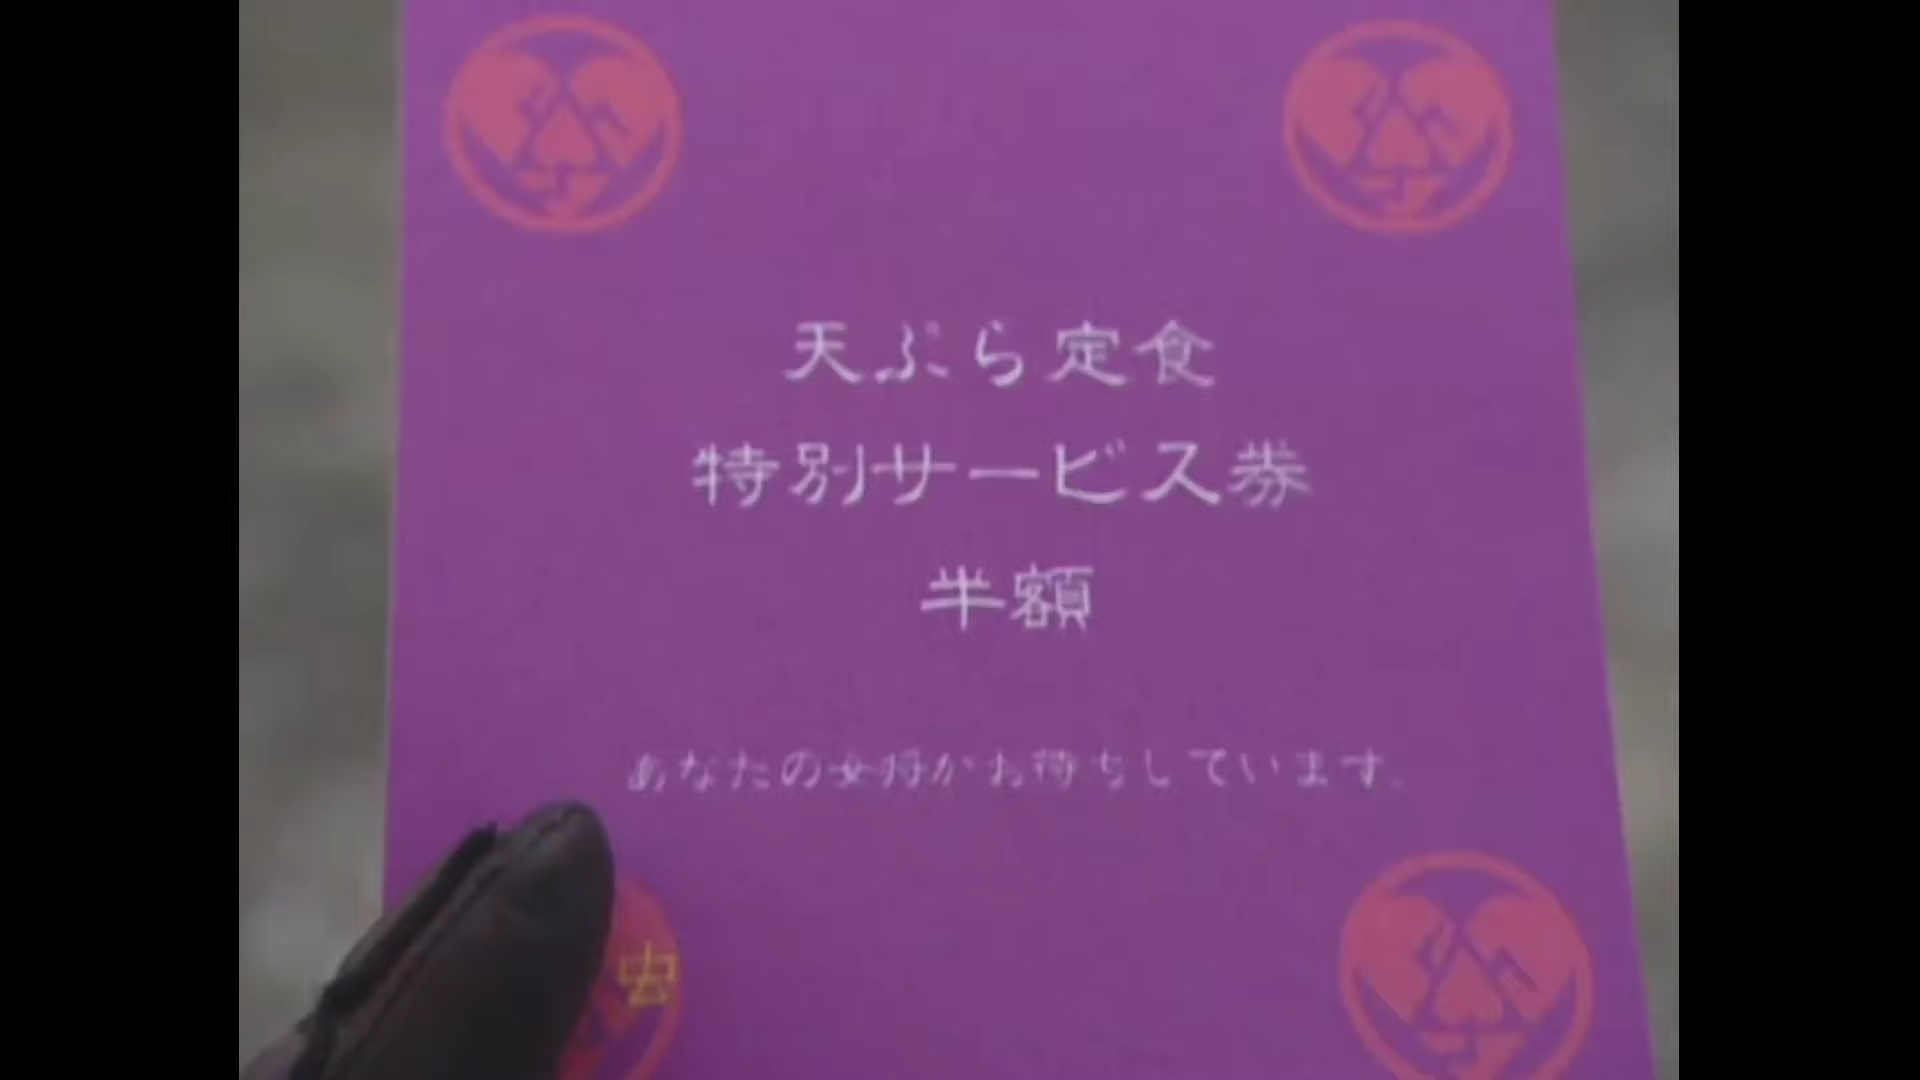 天ぷら定食
特別サービス券
半額
あなたの女将がお待ちしています。